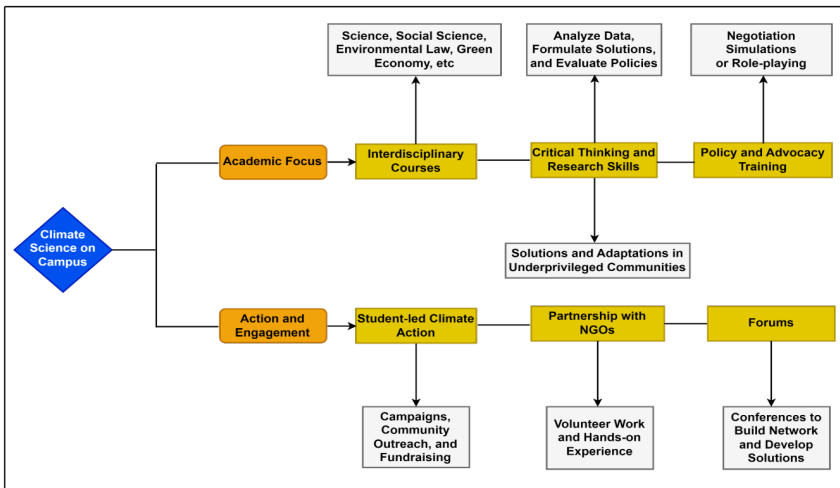 Science, Social Science,
Environmental Law, Green
Economy, etc
Analyze Data,
Formulate Solutions,
and Evaluate Policies
Negotiation
Simulations
or Role-playing
Academic Focus
Interdisciplinary
Courses
Critical Thinking and
Research Skills
Policy and Advocacy
Training
Climate
Science on
Campus
Solutions and Adaptations in
Underprivileged Communities
Action and
Engagement
Student-led Climate
Action
Partnership with
NGOs
Forums
Campaigns,
Community
Outreach, and
Fundraising
Volunteer Work
and Hands-on
Experience
Conferences to
Build Network
and Develop
Solutions